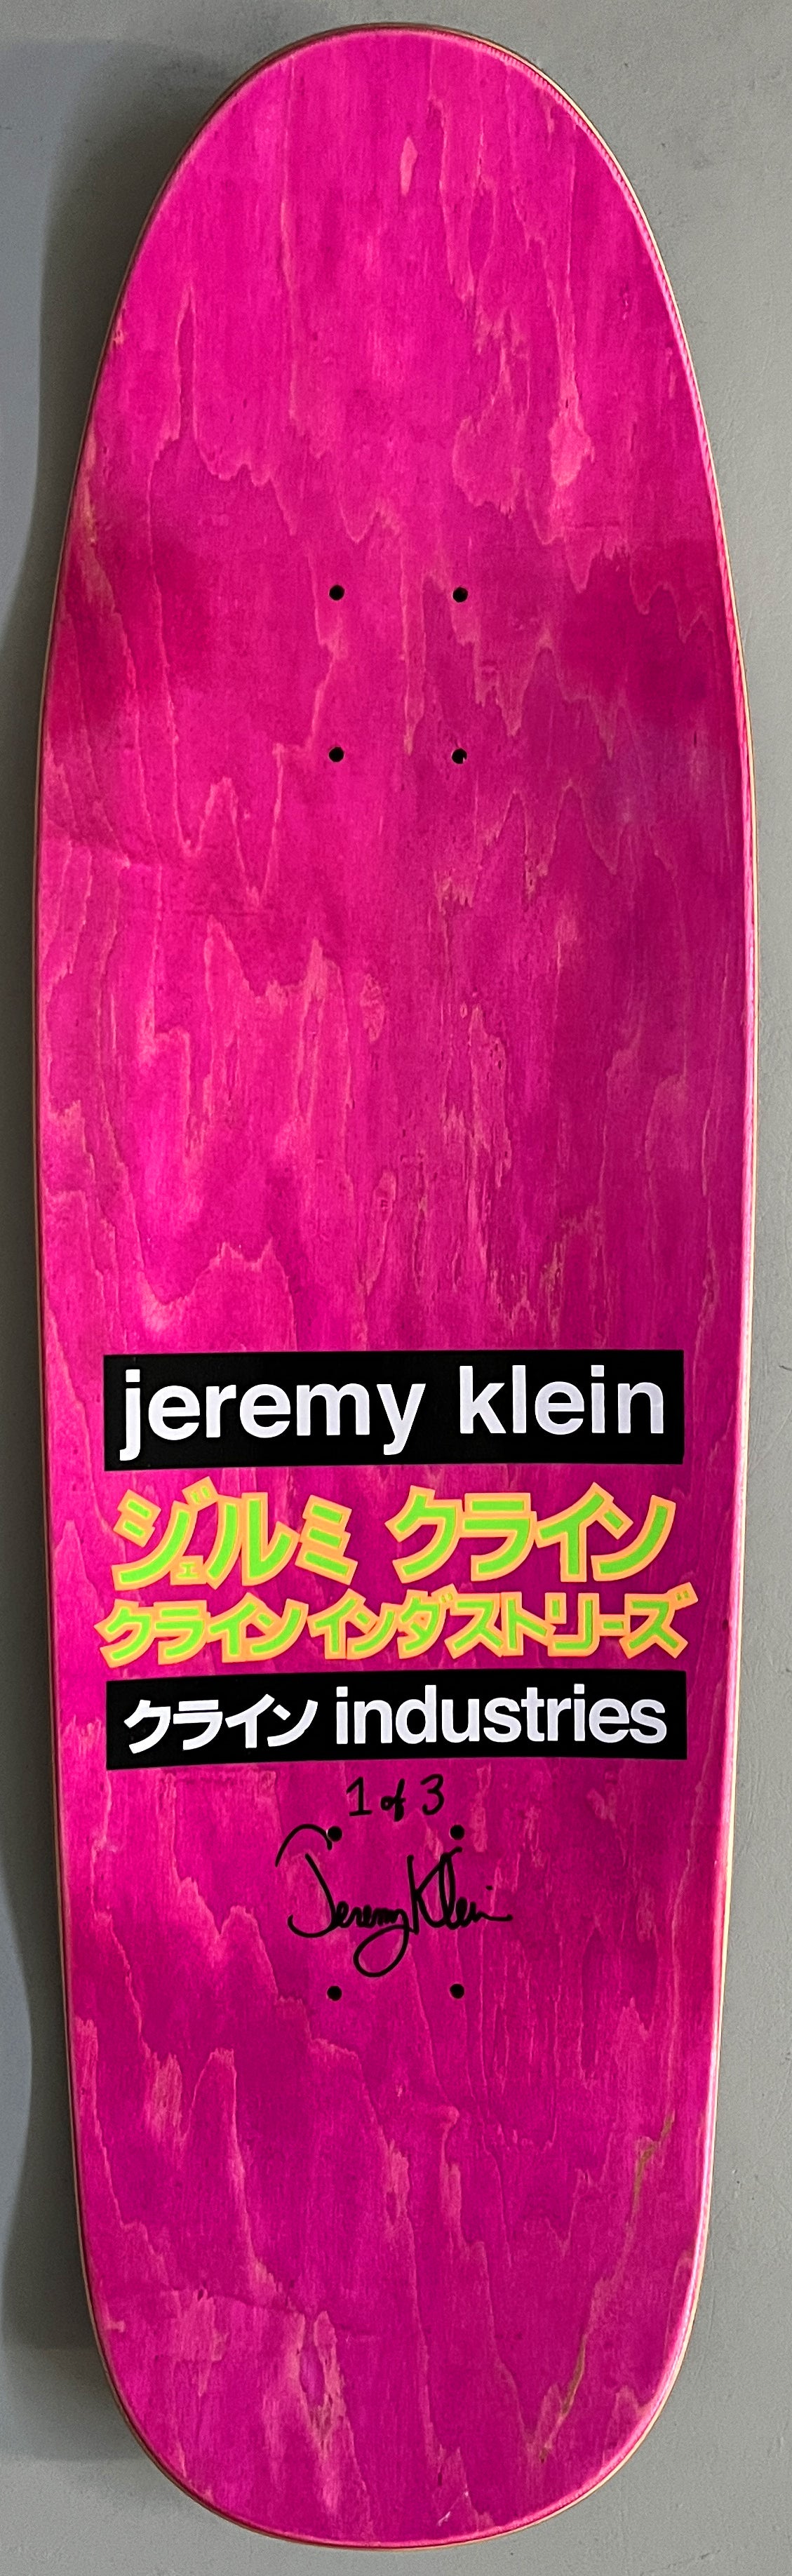 jeremy klein
ジェルミ クライン
クラインインダストリーズ
クライン industries
1 of 3
Jeremy Klein